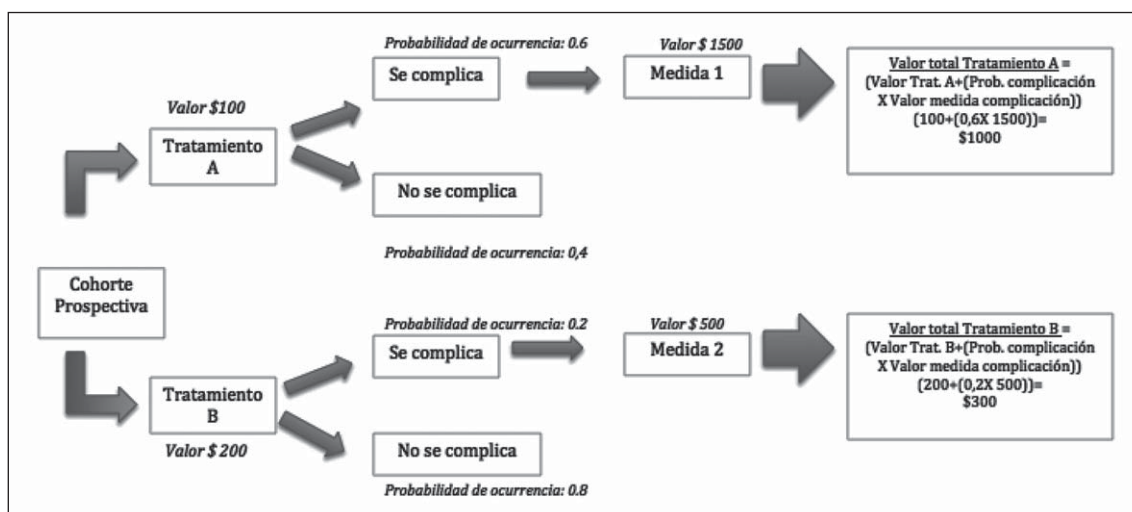 Probabilidad de ocurrencia: 0.6
Se complica
Valor $ 1500
Medida 1
Valor total Tratamiento A =
(Valor Trat. A+(Prob. complicación
X Valor medida complicación))
(100+(0,6X 1500))=
$1000
Valor $100
Tratamiento
A
No se complica
Probabilidad de ocurrencia: 0,4
Cohorte
Prospectiva
Probabilidad de ocurrencia: 0.2
Se complica
Valor $ 500
Medida 2
Valor total Tratamiento B =
(Valor Trat. B+(Prob. complicación
X Valor medida complicación))
(200+(0,2X 500))=
$300
Tratamiento
B
Valor $ 200
No se complica
Probabilidad de ocurrencia: 0.8